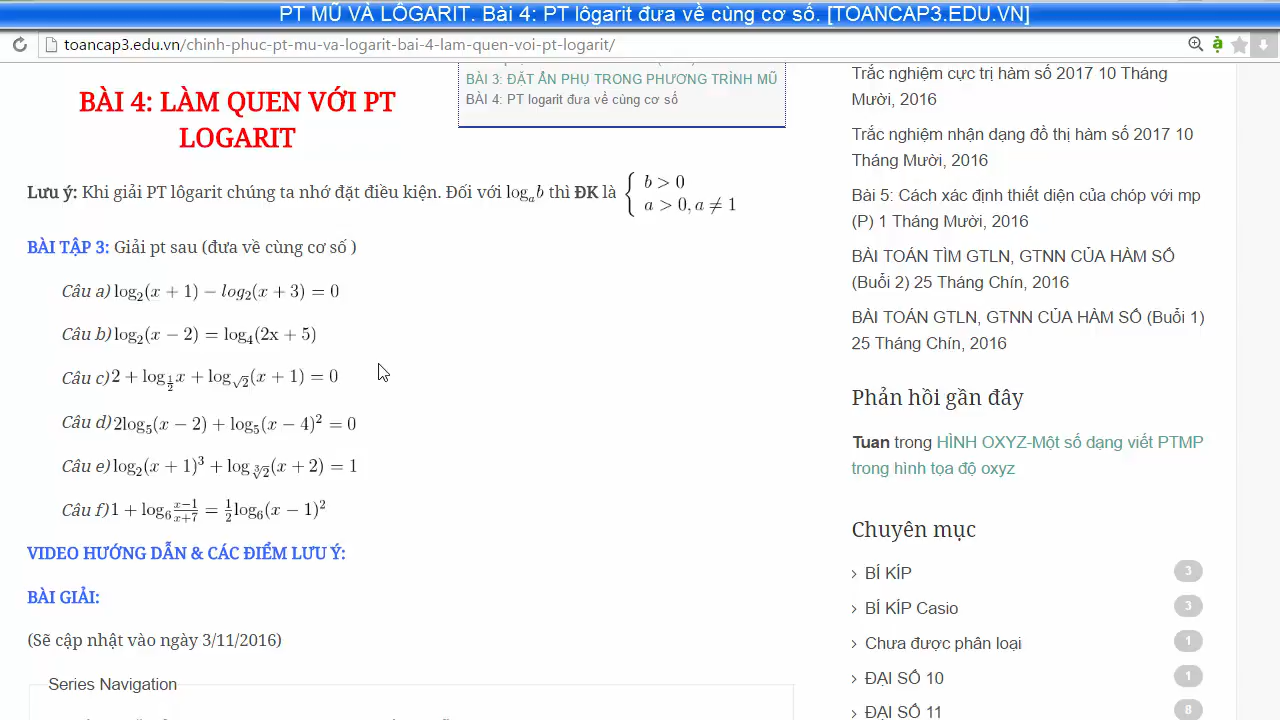 PT MŨ VÀ LÔGARIT. Bài 4: PT lôgarit đưa về cùng cơ số. [TOANCAP3.EDU.VN]
toancap3.edu.vn/chinh-phuc-pt-mu-va-logarit-bai-4-lam-quen-voi-pt-logarit/
BÀI 3: ĐẶT ẨN PHỤ TRONG PHƯƠNG TRÌNH MŨ
BÀI 4: PT logarit đưa về cùng cơ số
BÀI 4: LÀM QUEN VỚI PT
LOGARIT
Lưu ý: Khi giải PT lôgarit chúng ta nhớ đặt điều kiện. Đối với log_a b thì ĐK là { b > 0
a > 0, a ≠ 1
BÀI TẬP 3: Giải pt sau (đưa về cùng cơ số )
Câu a) log₂(x + 1) − log₂(x + 3) = 0
Câu b) log₂(x − 2) = log₄(2x + 5)
Câu c) 2 + log_{1/2} x + log_{√2}(x + 1) = 0
Câu d) 2log₅(x − 2) + log₅(x − 4)² = 0
Câu e) log₂(x + 1)³ + log_{∛2}(x + 2) = 1
Câu f) 1 + log₆ (x−1)/(x+7) = 1/2 log₆(x − 1)²
VIDEO HƯỚNG DẪN & CÁC ĐIỂM LƯU Ý:
BÀI GIẢI:
(Sẽ cập nhật vào ngày 3/11/2016)
Series Navigation
Trắc nghiệm cực trị hàm số 2017 10 Tháng
Mười, 2016
Trắc nghiệm nhận dạng đồ thị hàm số 2017 10
Tháng Mười, 2016
Bài 5: Cách xác định thiết diện của chóp với mp
(P) 1 Tháng Mười, 2016
BÀI TOÁN TÌM GTLN, GTNN CỦA HÀM SỐ
(Buổi 2) 25 Tháng Chín, 2016
BÀI TOÁN GTLN, GTNN CỦA HÀM SỐ (Buổi 1)
25 Tháng Chín, 2016
Phản hồi gần đây
Tuan trong HÌNH OXYZ-Một số dạng viết PTMP
trong hình tọa độ oxyz
Chuyên mục
BÍ KÍP 3
BÍ KÍP Casio 3
Chưa được phân loại 1
ĐẠI SỐ 10 1
ĐẠI SỐ 11 8